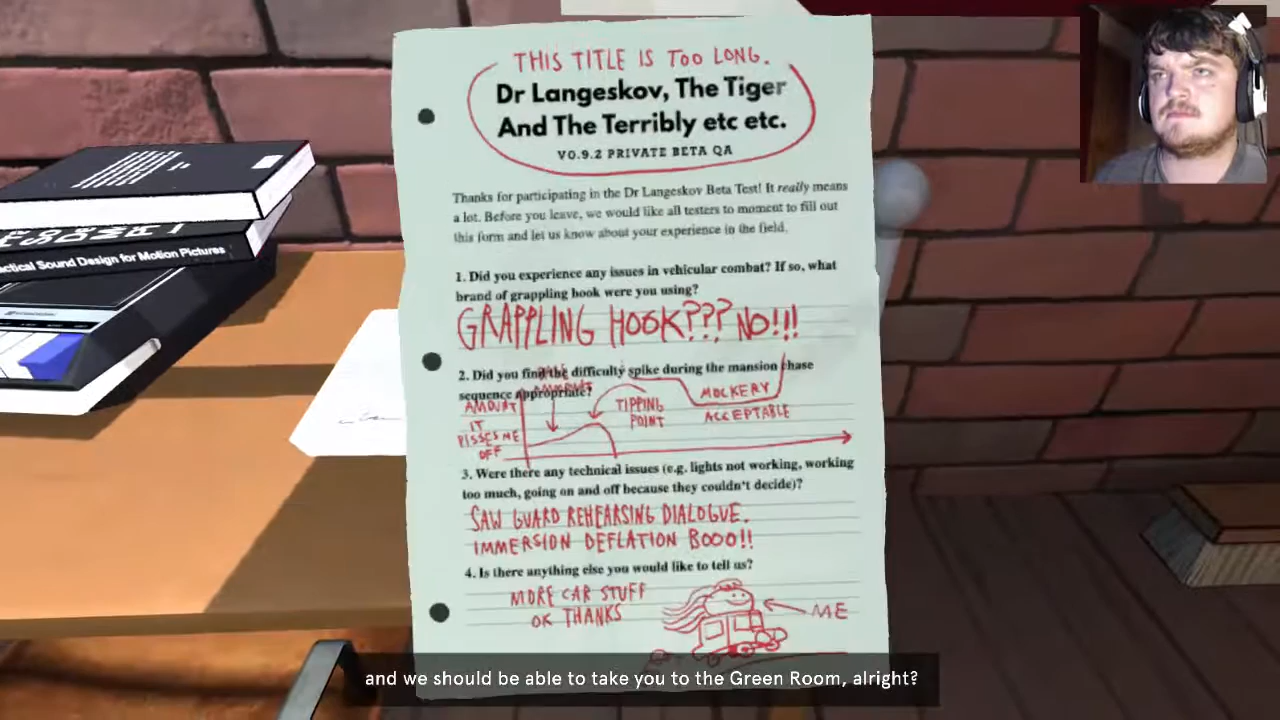 THIS TITLE IS TOO LONG.
Dr Langeskov, The Tiger
And The Terribly etc etc.
V0.9.2 PRIVATE BETA QA
Thanks for participating in the Dr Langeskov Beta Test! It really means
a lot. Before you leave, we would like all testers to moment to fill out
this form and let us know about your experience in the field.
1. Did you experience any issues in vehicular combat? If so, what
brand of grappling hook were you using?
GRAPPLING HOOK??? NO!!!
2. Did you find the difficulty spike during the mansion chase
sequence appropriate?
AMOUNT
IT
PISSES ME
OFF
TIPPING
POINT
MOCKERY
ACCEPTABLE
3. Were there any technical issues (e.g. lights not working, working
too much, going on and off because they couldn't decide)?
SAW GUARD REHEARSING DIALOGUE.
IMMERSION DEFLATION BOOO!!
4. Is there anything else you would like to tell us?
MORE CAR STUFF
OK THANKS
ME
actical Sound Design for Motion Pictures
and we should be able to take you to the Green Room, alright?